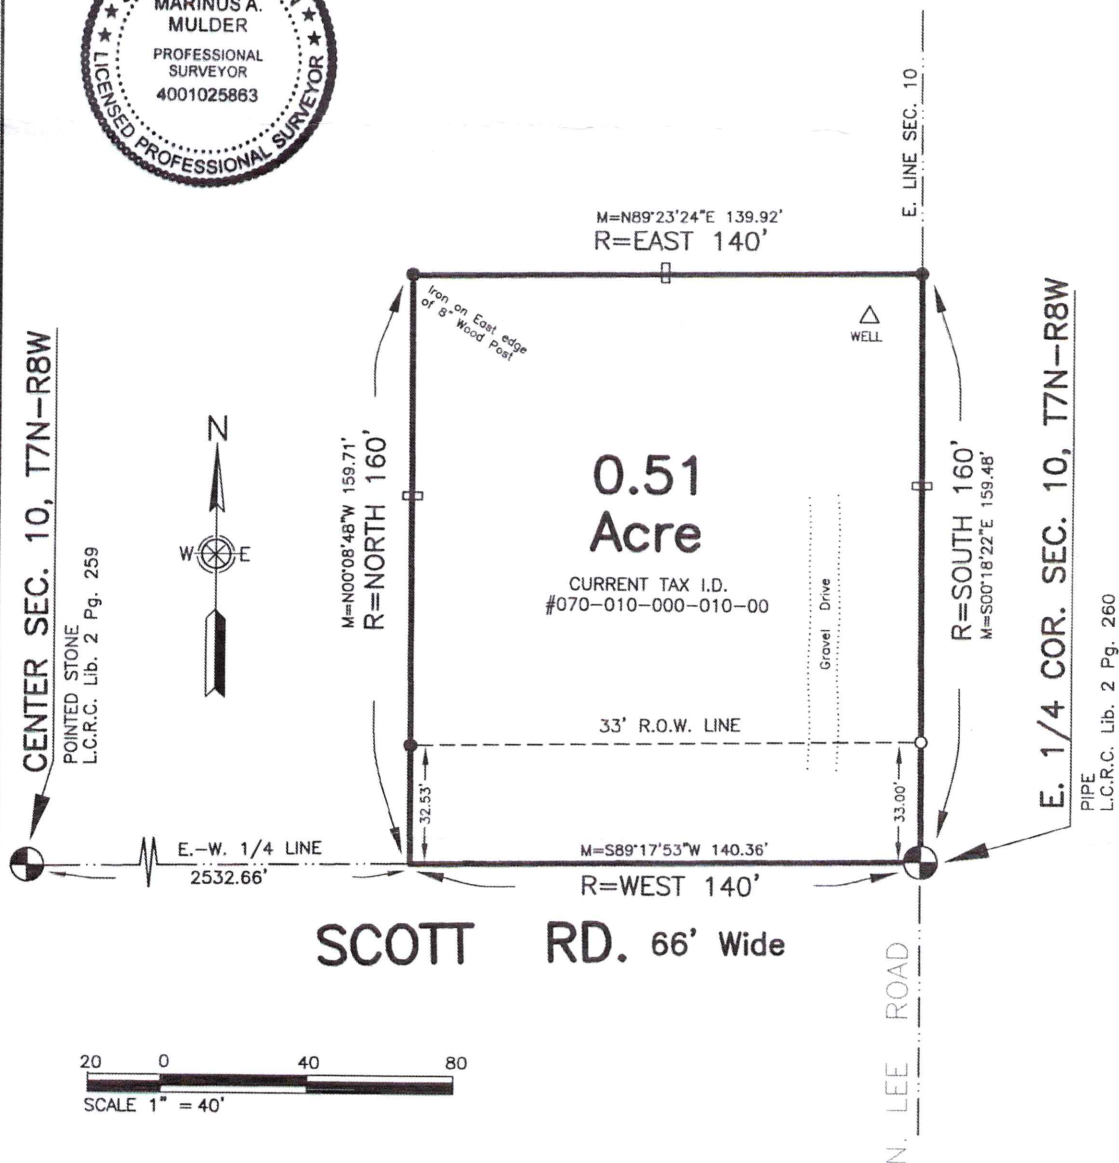 MARINUS A.
MULDER
PROFESSIONAL
SURVEYOR
4001025863
LICENSED PROFESSIONAL SURVEYOR
E. LINE SEC. 10
M=N89°23'24"E 139.92'
R=EAST 140'
Iron on East edge
of 8" Wood Post
WELL
CENTER SEC. 10, T7N-R8W
POINTED STONE
L.C.R.C. Lib. 2 Pg. 259
N
W E
M=N00°08'48"W 159.71'
R=NORTH 160'
0.51
Acre
CURRENT TAX I.D.
#070-010-000-010-00
Gravel Drive
R=SOUTH 160'
M=S00°18'22"E 159.48'
E. 1/4 COR. SEC. 10, T7N-R8W
PIPE
L.C.R.C. Lib. 2 Pg. 260
33' R.O.W. LINE
32.53'
33.00'
E.-W. 1/4 LINE
2532.66'
M=S89°17'53"W 140.36'
R=WEST 140'
SCOTT RD. 66' Wide
N. LEE ROAD
20 0 40 80
SCALE 1" = 40'